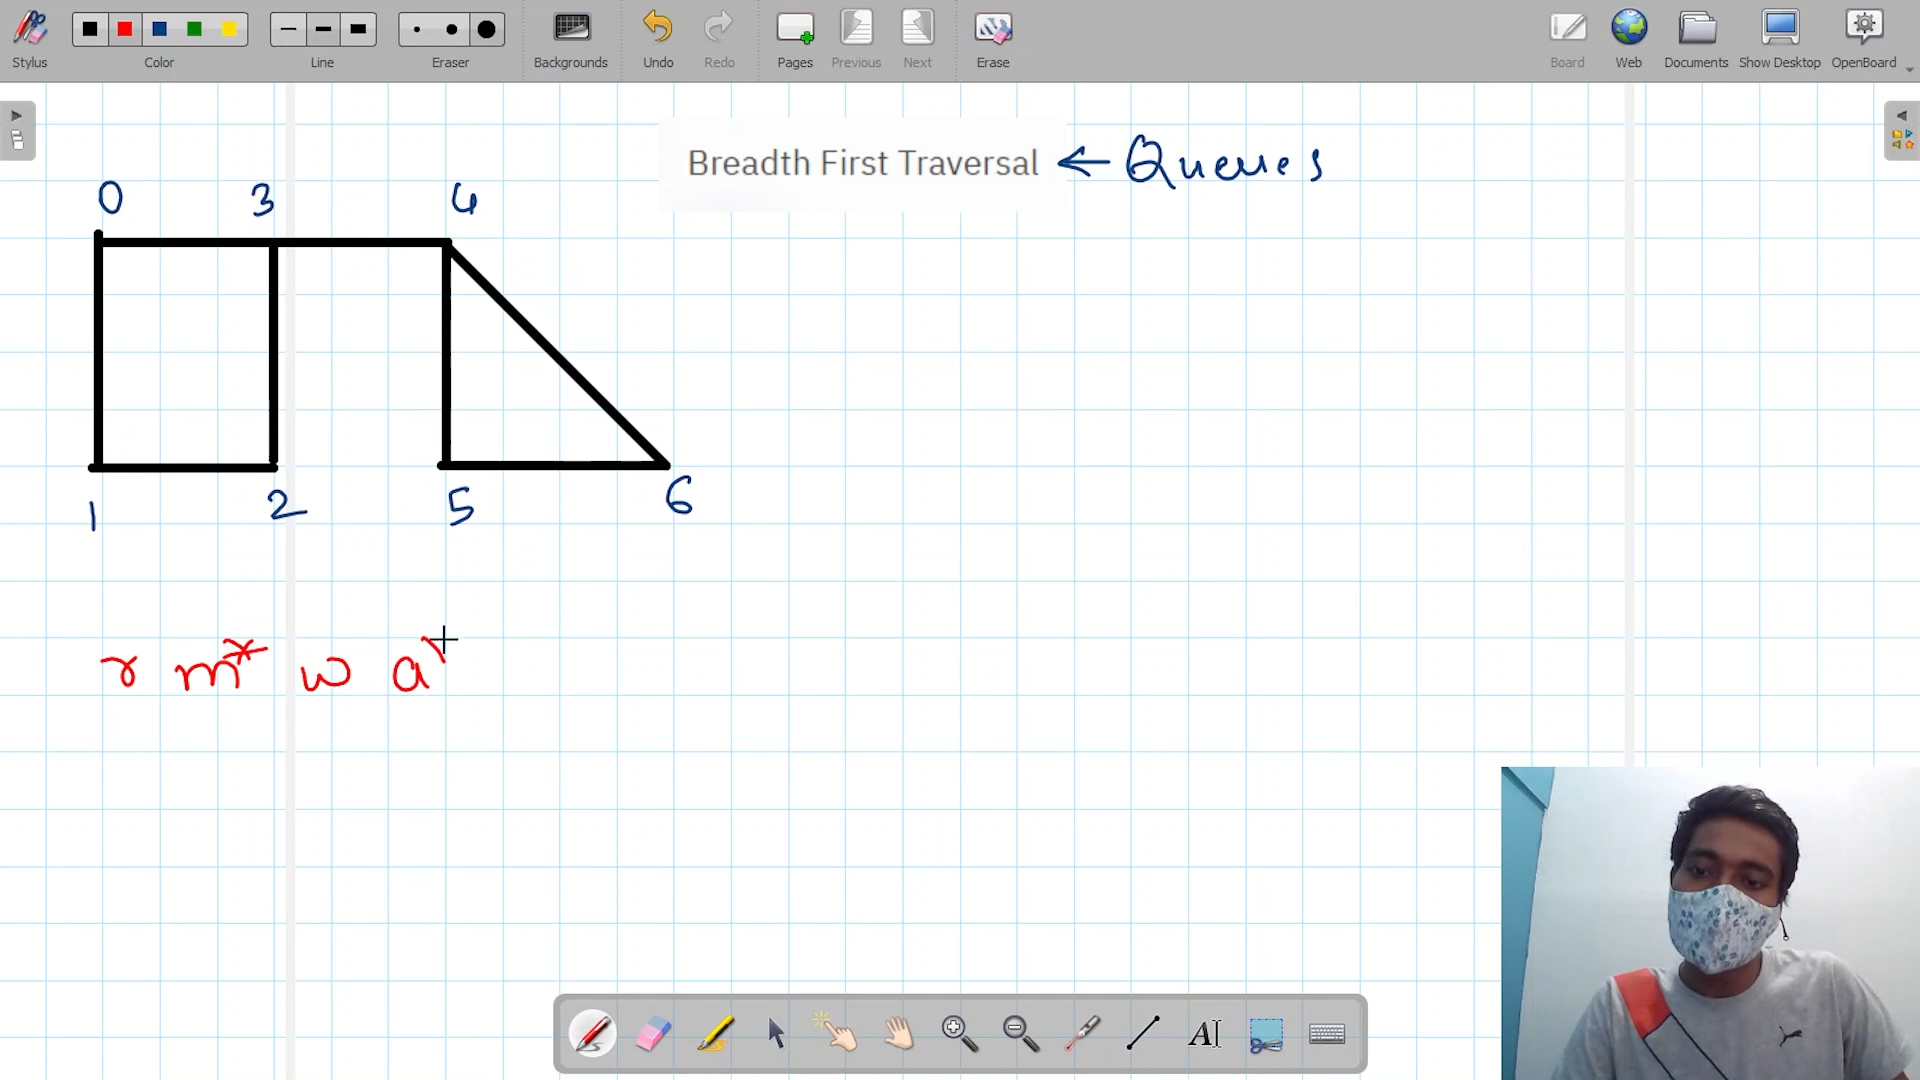 Stylus Color Line Eraser Backgrounds Undo Redo Pages Previous Next Erase Board Web Documents Show Desktop OpenBoard
Breadth First Traversal ← Queues
0 3 4
1 2 5 6
r m* w a
AI